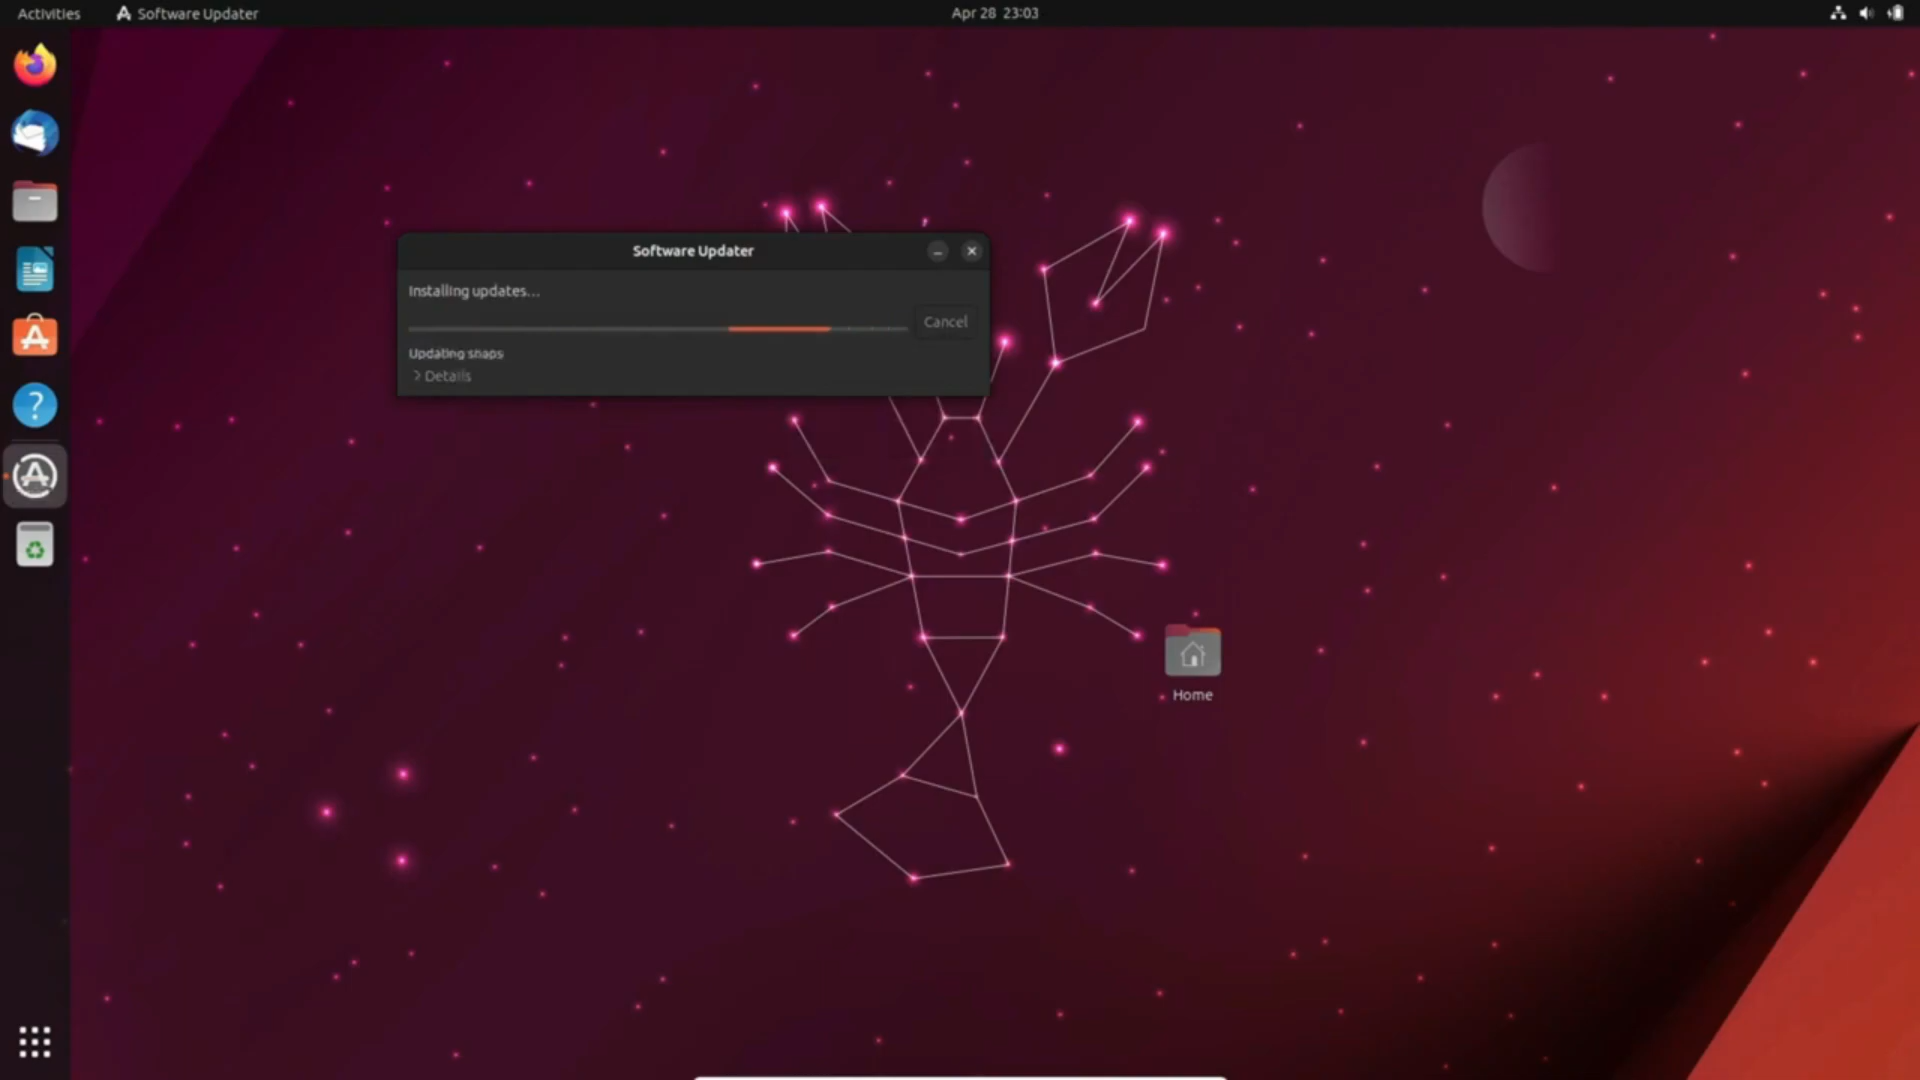 Activities
Software Updater
Apr 28 23:03
Software Updater
Installing updates...
Cancel
Updating snaps
Details
Home